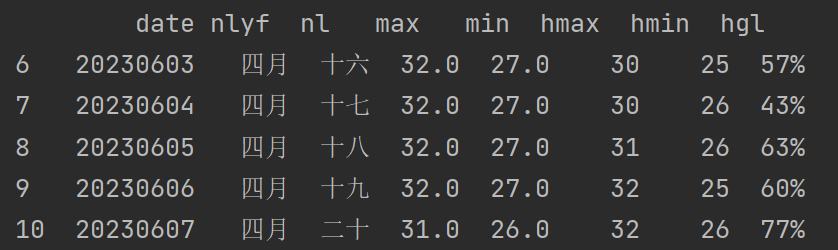 date nlyf nl max min hmax hmin hgl
6 20230603 四月 十六 32.0 27.0 30 25 57%
7 20230604 四月 十七 32.0 27.0 30 26 43%
8 20230605 四月 十八 32.0 27.0 31 26 63%
9 20230606 四月 十九 32.0 27.0 32 25 60%
10 20230607 四月 二十 31.0 26.0 32 26 77%